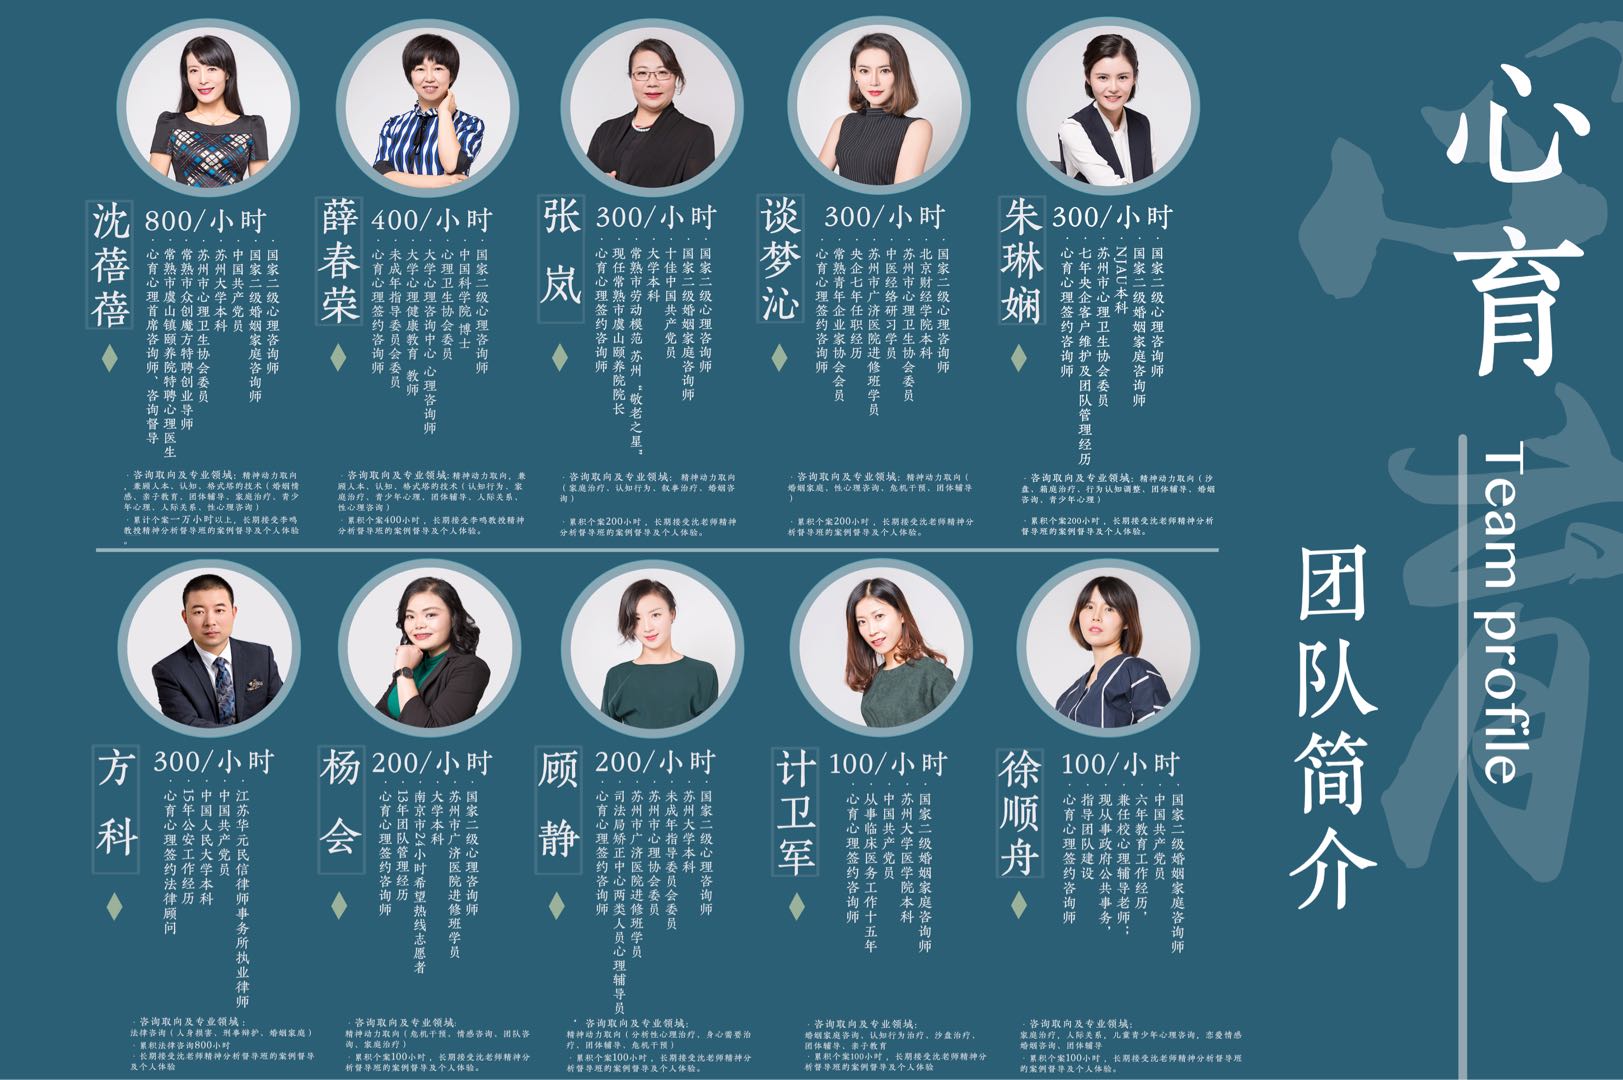 心育
Team profile
团队简介
沈蓓蓓
800/小时
· 国家二级心理咨询师
· 国家二级婚姻家庭咨询师
· 中国共产党员
· 苏州大学本科
· 苏州市心理卫生协会委员
· 常熟市众创魔方特聘创业导师
· 常熟市虞山镇颐养院特聘心理医生
· 心育心理首席咨询师、咨询督导
· 咨询取向及专业领域：精神动力取向
，兼顾人本、认知、格式塔的技术（婚姻情
感、亲子教育、团体辅导、家庭治疗、青少
年心理、人际关系、性心理咨询）
· 累计个案一万小时以上，长期接受李鸣
教授精神分析督导班的案例督导及个人体验
。
薛春荣
400/小时
· 国家二级心理咨询师
· 中国科学院 博士
· 心理卫生协会委员
· 大学心理咨询中心 心理咨询师
· 大学心理健康教育 教师
· 未成年指导委员会委员
· 心育心理签约咨询师
· 咨询取向及专业领域：精神动力取向，兼
顾人本、认知、格式塔的技术（认知行为、家
庭治疗、青少年心理、团体辅导、人际关系、
性心理咨询）
· 累积个案400小时，长期接受李鸣教授精神
分析督导班的案例督导及个人体验。
张岚
300/小时
· 国家二级心理咨询师
· 国家二级婚姻家庭咨询师
· 十佳中国共产党员
· 大学本科
· 常熟市劳动模范 苏州“敬老之星”
· 现任常熟市虞山颐养院院长
· 心育心理签约咨询师
· 咨询取向及专业领域：精神动力取向
（家庭治疗、认知行为、叙事治疗、婚姻咨
询）
· 累积个案200小时，长期接受沈老师精神
分析督导班的案例督导及个人体验。
谈梦沁
300/小时
· 国家二级心理咨询师
· 北京财经学院本科
· 苏州市心理卫生协会委员
· 中医经络研习学员
· 苏州市广济医院进修班学员
· 央企七年任职经历
· 常熟青年企业家协会会员
· 心育心理签约咨询师
· 咨询取向及专业领域：精神动力取向（
婚姻家庭、性心理咨询、危机干预、团体辅导
）
· 累积个案200小时，长期接受沈老师精神分
析督导班的案例督导及个人体验。
朱琳娴
300/小时
· 国家二级心理咨询师
· 国家二级婚姻家庭咨询师
· NJAU本科
· 苏州市心理卫生协会委员
· 七年央企客户维护及团队管理经历
· 心育心理签约咨询师
· 咨询取向及专业领域：精神动力取向（沙
盘、箱庭治疗、行为认知调整、团体辅导、婚姻
咨询、青少年心理）
· 累积个案200小时，长期接受沈老师精神分析
督导班的案例督导及个人体验。
方科
300/小时
· 江苏华元民信律师事务所执业律师
· 中国共产党员
· 中国人民大学本科
· 15年公安工作经历
· 心育心理签约法律顾问
· 咨询取向及专业领域：
法律咨询（人身损害、刑事辩护、婚姻家庭）
· 累积法律咨询800小时
· 长期接受沈老师精神分析督导班的案例督导
及个人体验
杨会
200/小时
· 国家二级心理咨询师
· 苏州市广济医院进修班学员
· 大学本科
· 南京市24小时希望热线志愿者
· 13年团队管理经历
· 心育心理签约咨询师
· 咨询取向及专业领域：
精神动力取向（危机干预、情感咨询、团队咨
询、家庭治疗）
· 累积个案100小时，长期接受沈老师精神分
析督导班的案例督导及个人体验。
顾静
200/小时
· 国家二级心理咨询师
· 苏州大学本科
· 未成年指导委员会委员
· 苏州市心理协会委员
· 苏州市广济医院进修班学员
· 司法局矫正中心两类人员心理辅导员
· 心育心理签约咨询师
· 咨询取向及专业领域：
精神动力取向（分析性心理治疗、身心需要治
疗、团体辅导、危机干预）
· 累积个案100小时，长期接受沈老师精神分
析督导班的案例督导及个人体验。
计卫军
100/小时
· 国家二级婚姻家庭咨询师
· 苏州大学医学院本科
· 中国共产党员
· 从事临床医务工作十五年
· 心育心理签约咨询师
· 咨询取向及专业领域：
婚姻家庭咨询、认知行为治疗、沙盘治疗、
团体辅导、亲子教育
· 累积个案100小时，长期接受沈老师精神分
析督导班的案例督导及个人体验
徐顺舟
100/小时
· 国家二级婚姻家庭咨询师
· 中国共产党员
· 六年教育工作经历，
兼任校心理辅导老师；
· 现从事政府公共事务，
指导团队建设
· 心育心理签约咨询师
· 咨询取向及专业领域：
家庭治疗，人际关系，儿童青少年心理咨询，恋爱情感
婚姻咨询、团体辅导
· 累积个案100小时，长期接受沈老师精神分析督导班
的案例督导及个人体验。